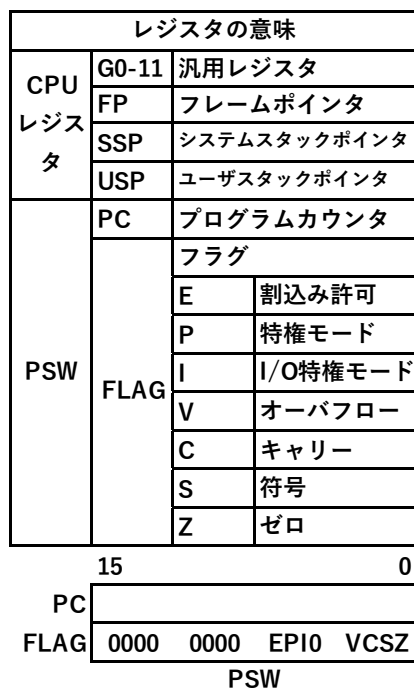 レジスタの意味
CPU
レジス
タ
G0-11 汎用レジスタ
FP フレームポインタ
SSP システムスタックポインタ
USP ユーザスタックポインタ
PSW
PC プログラムカウンタ
FLAG
フラグ
E 割込み許可
P 特権モード
I I/O特権モード
V オーバフロー
C キャリー
S 符号
Z ゼロ
15 0
PC
FLAG 0000 0000 EPI0 VCSZ
PSW